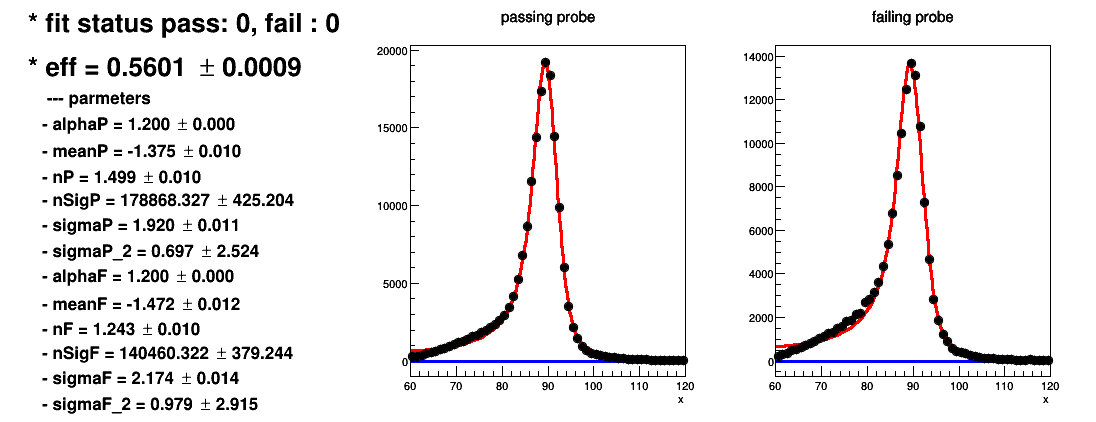 * fit status pass: 0, fail : 0
* eff = 0.5601 ± 0.0009
--- parmeters
- alphaP = 1.200 ± 0.000
- meanP = -1.375 ± 0.010
- nP = 1.499 ± 0.010
- nSigP = 178868.327 ± 425.204
- sigmaP = 1.920 ± 0.011
- sigmaP_2 = 0.697 ± 2.524
- alphaF = 1.200 ± 0.000
- meanF = -1.472 ± 0.012
- nF = 1.243 ± 0.010
- nSigF = 140460.322 ± 379.244
- sigmaF = 2.174 ± 0.014
- sigmaF_2 = 0.979 ± 2.915
passing probe
20000
15000
10000
5000
0
60 70 80 90 100 110 120
x
failing probe
14000
12000
10000
8000
6000
4000
2000
0
60 70 80 90 100 110 120
x